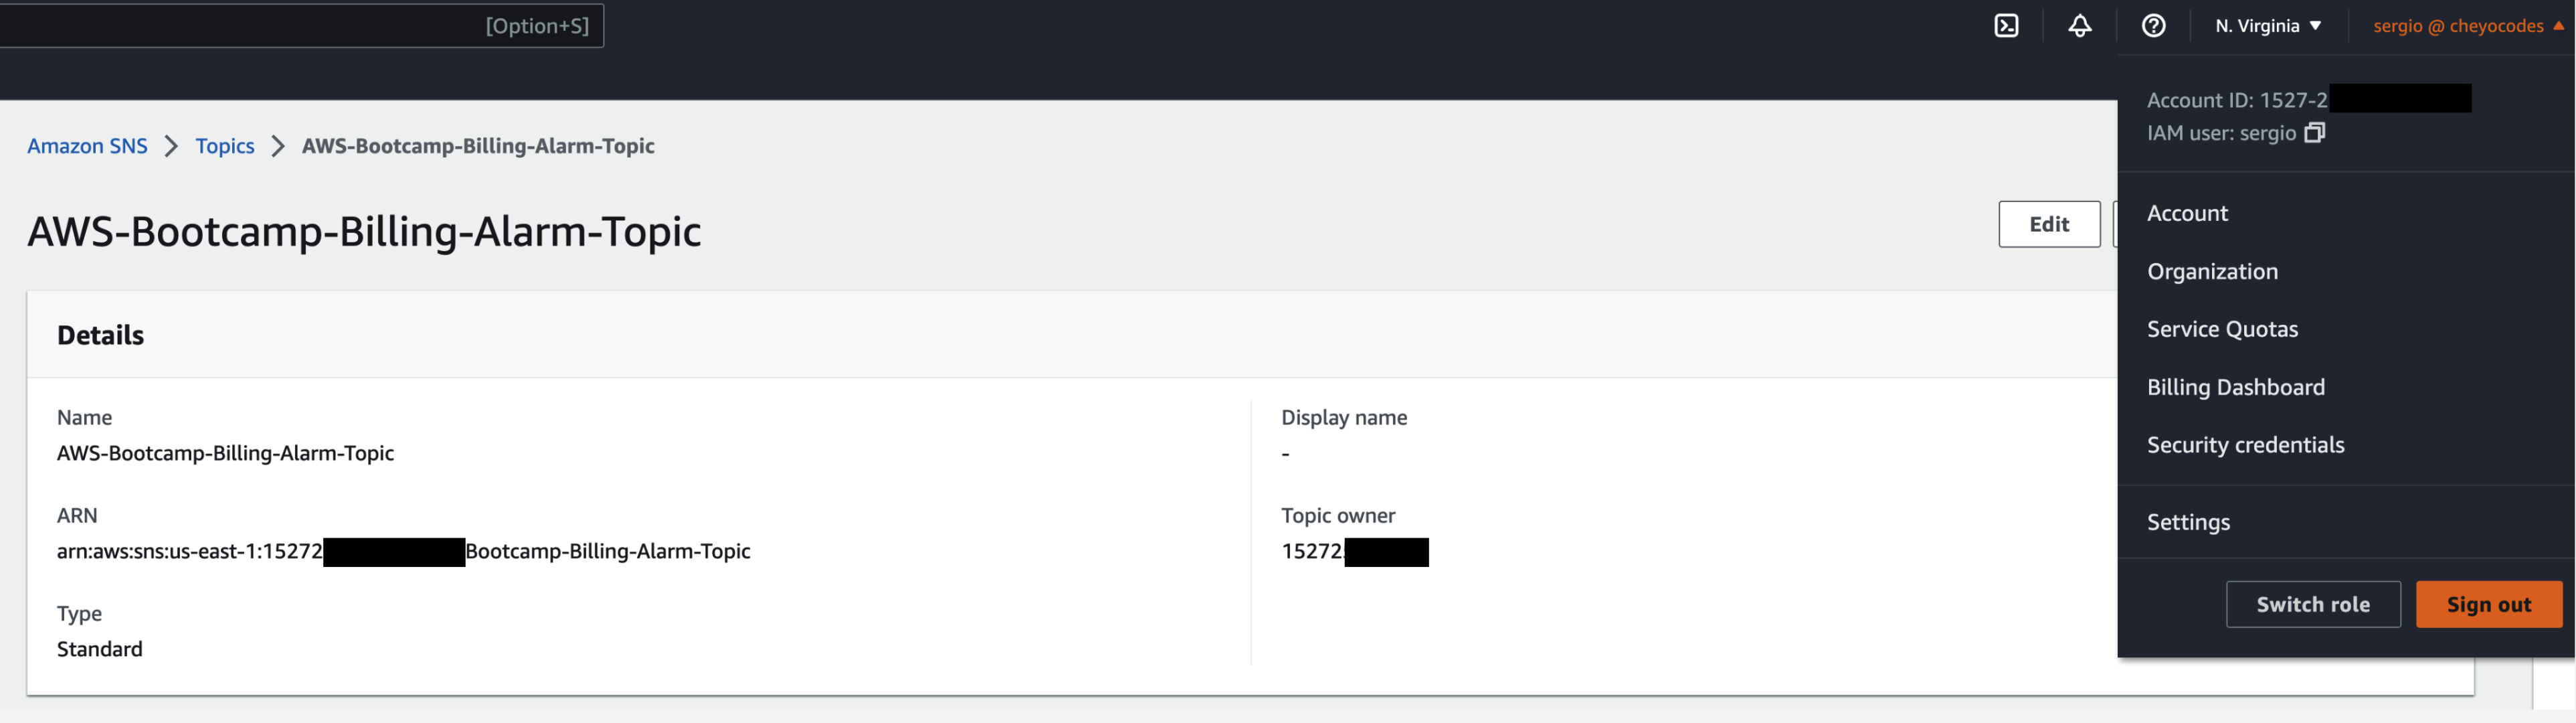 [Option+S]
N. Virginia
sergio @ cheyocodes
Account ID: 1527-2
IAM user: sergio
Account
Organization
Service Quotas
Billing Dashboard
Security credentials
Settings
Switch role
Sign out
Amazon SNS > Topics > AWS-Bootcamp-Billing-Alarm-Topic
AWS-Bootcamp-Billing-Alarm-Topic
Edit
Details
Name
AWS-Bootcamp-Billing-Alarm-Topic
ARN
arn:aws:sns:us-east-1:15272 Bootcamp-Billing-Alarm-Topic
Type
Standard
Display name
-
Topic owner
15272